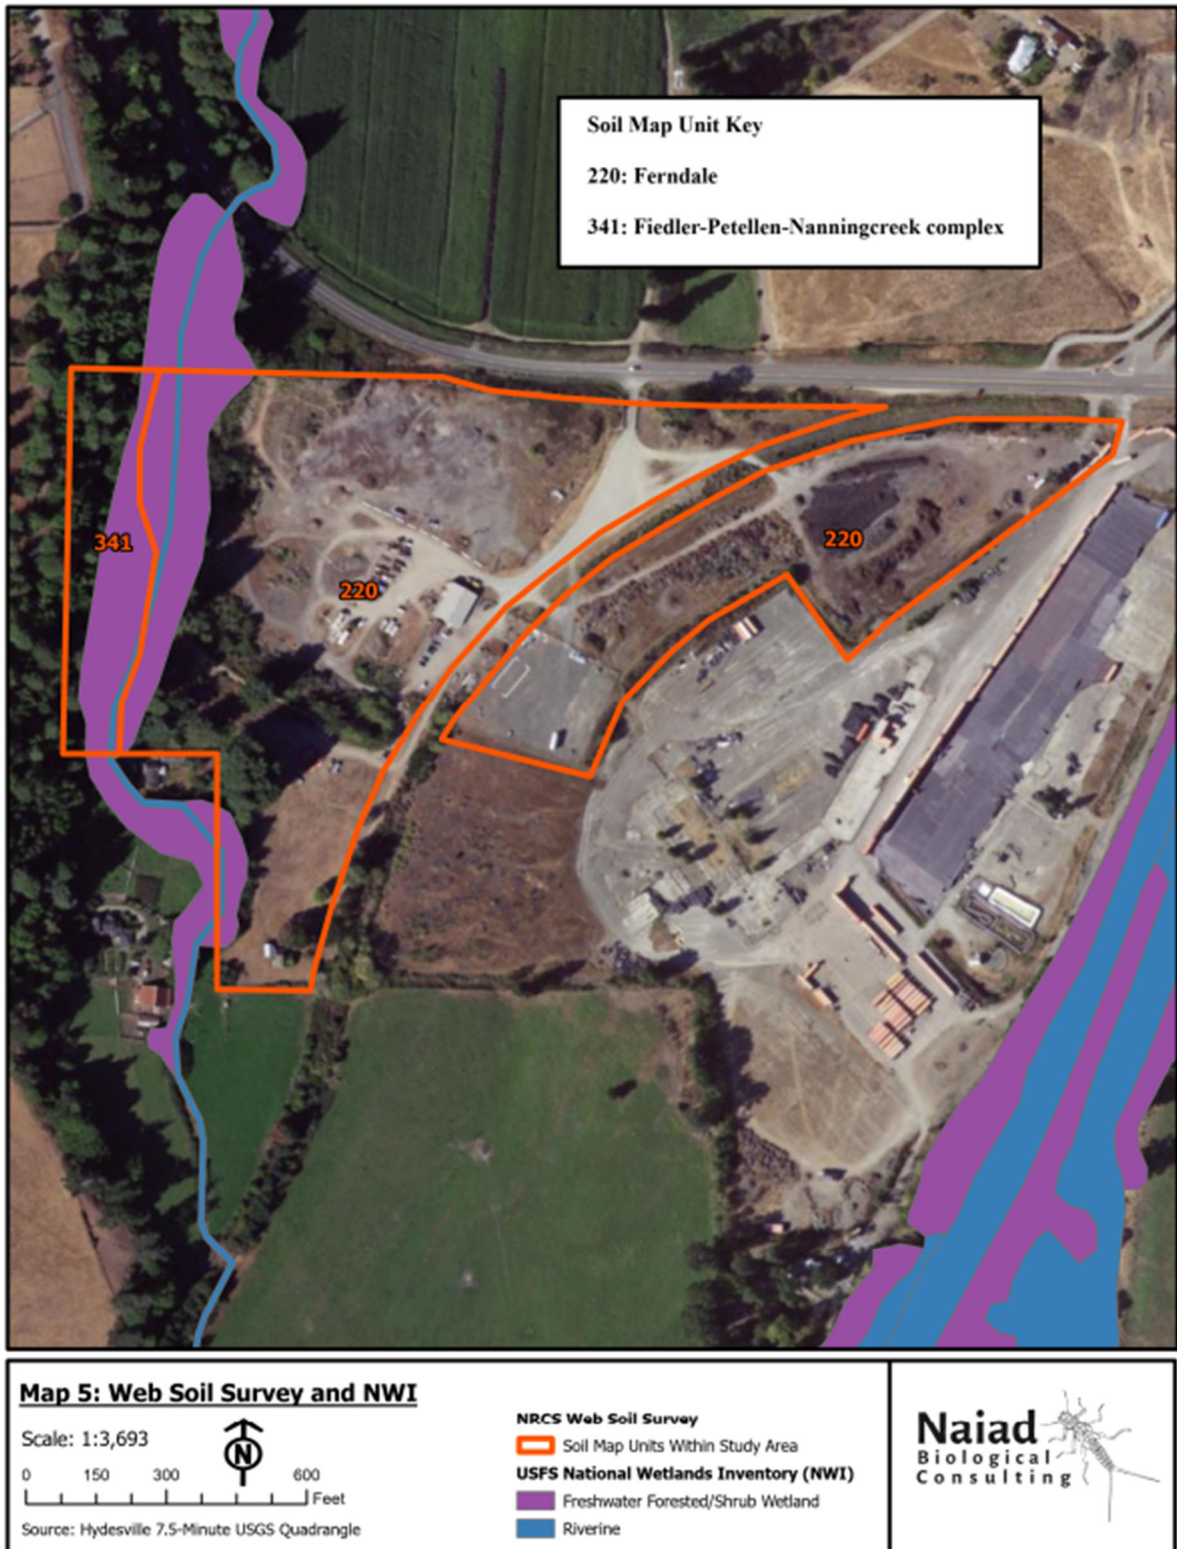 Soil Map Unit Key
220: Ferndale
341: Fiedler-Petellen-Nanningcreek complex
341
220
220
Map 5: Web Soil Survey and NWI
Scale: 1:3,693
N
0 150 300 600
Feet
Source: Hydesville 7.5-Minute USGS Quadrangle
NRCS Web Soil Survey
Soil Map Units Within Study Area
USFS National Wetlands Inventory (NWI)
Freshwater Forested/Shrub Wetland
Riverine
Naiad
Biological
Consulting